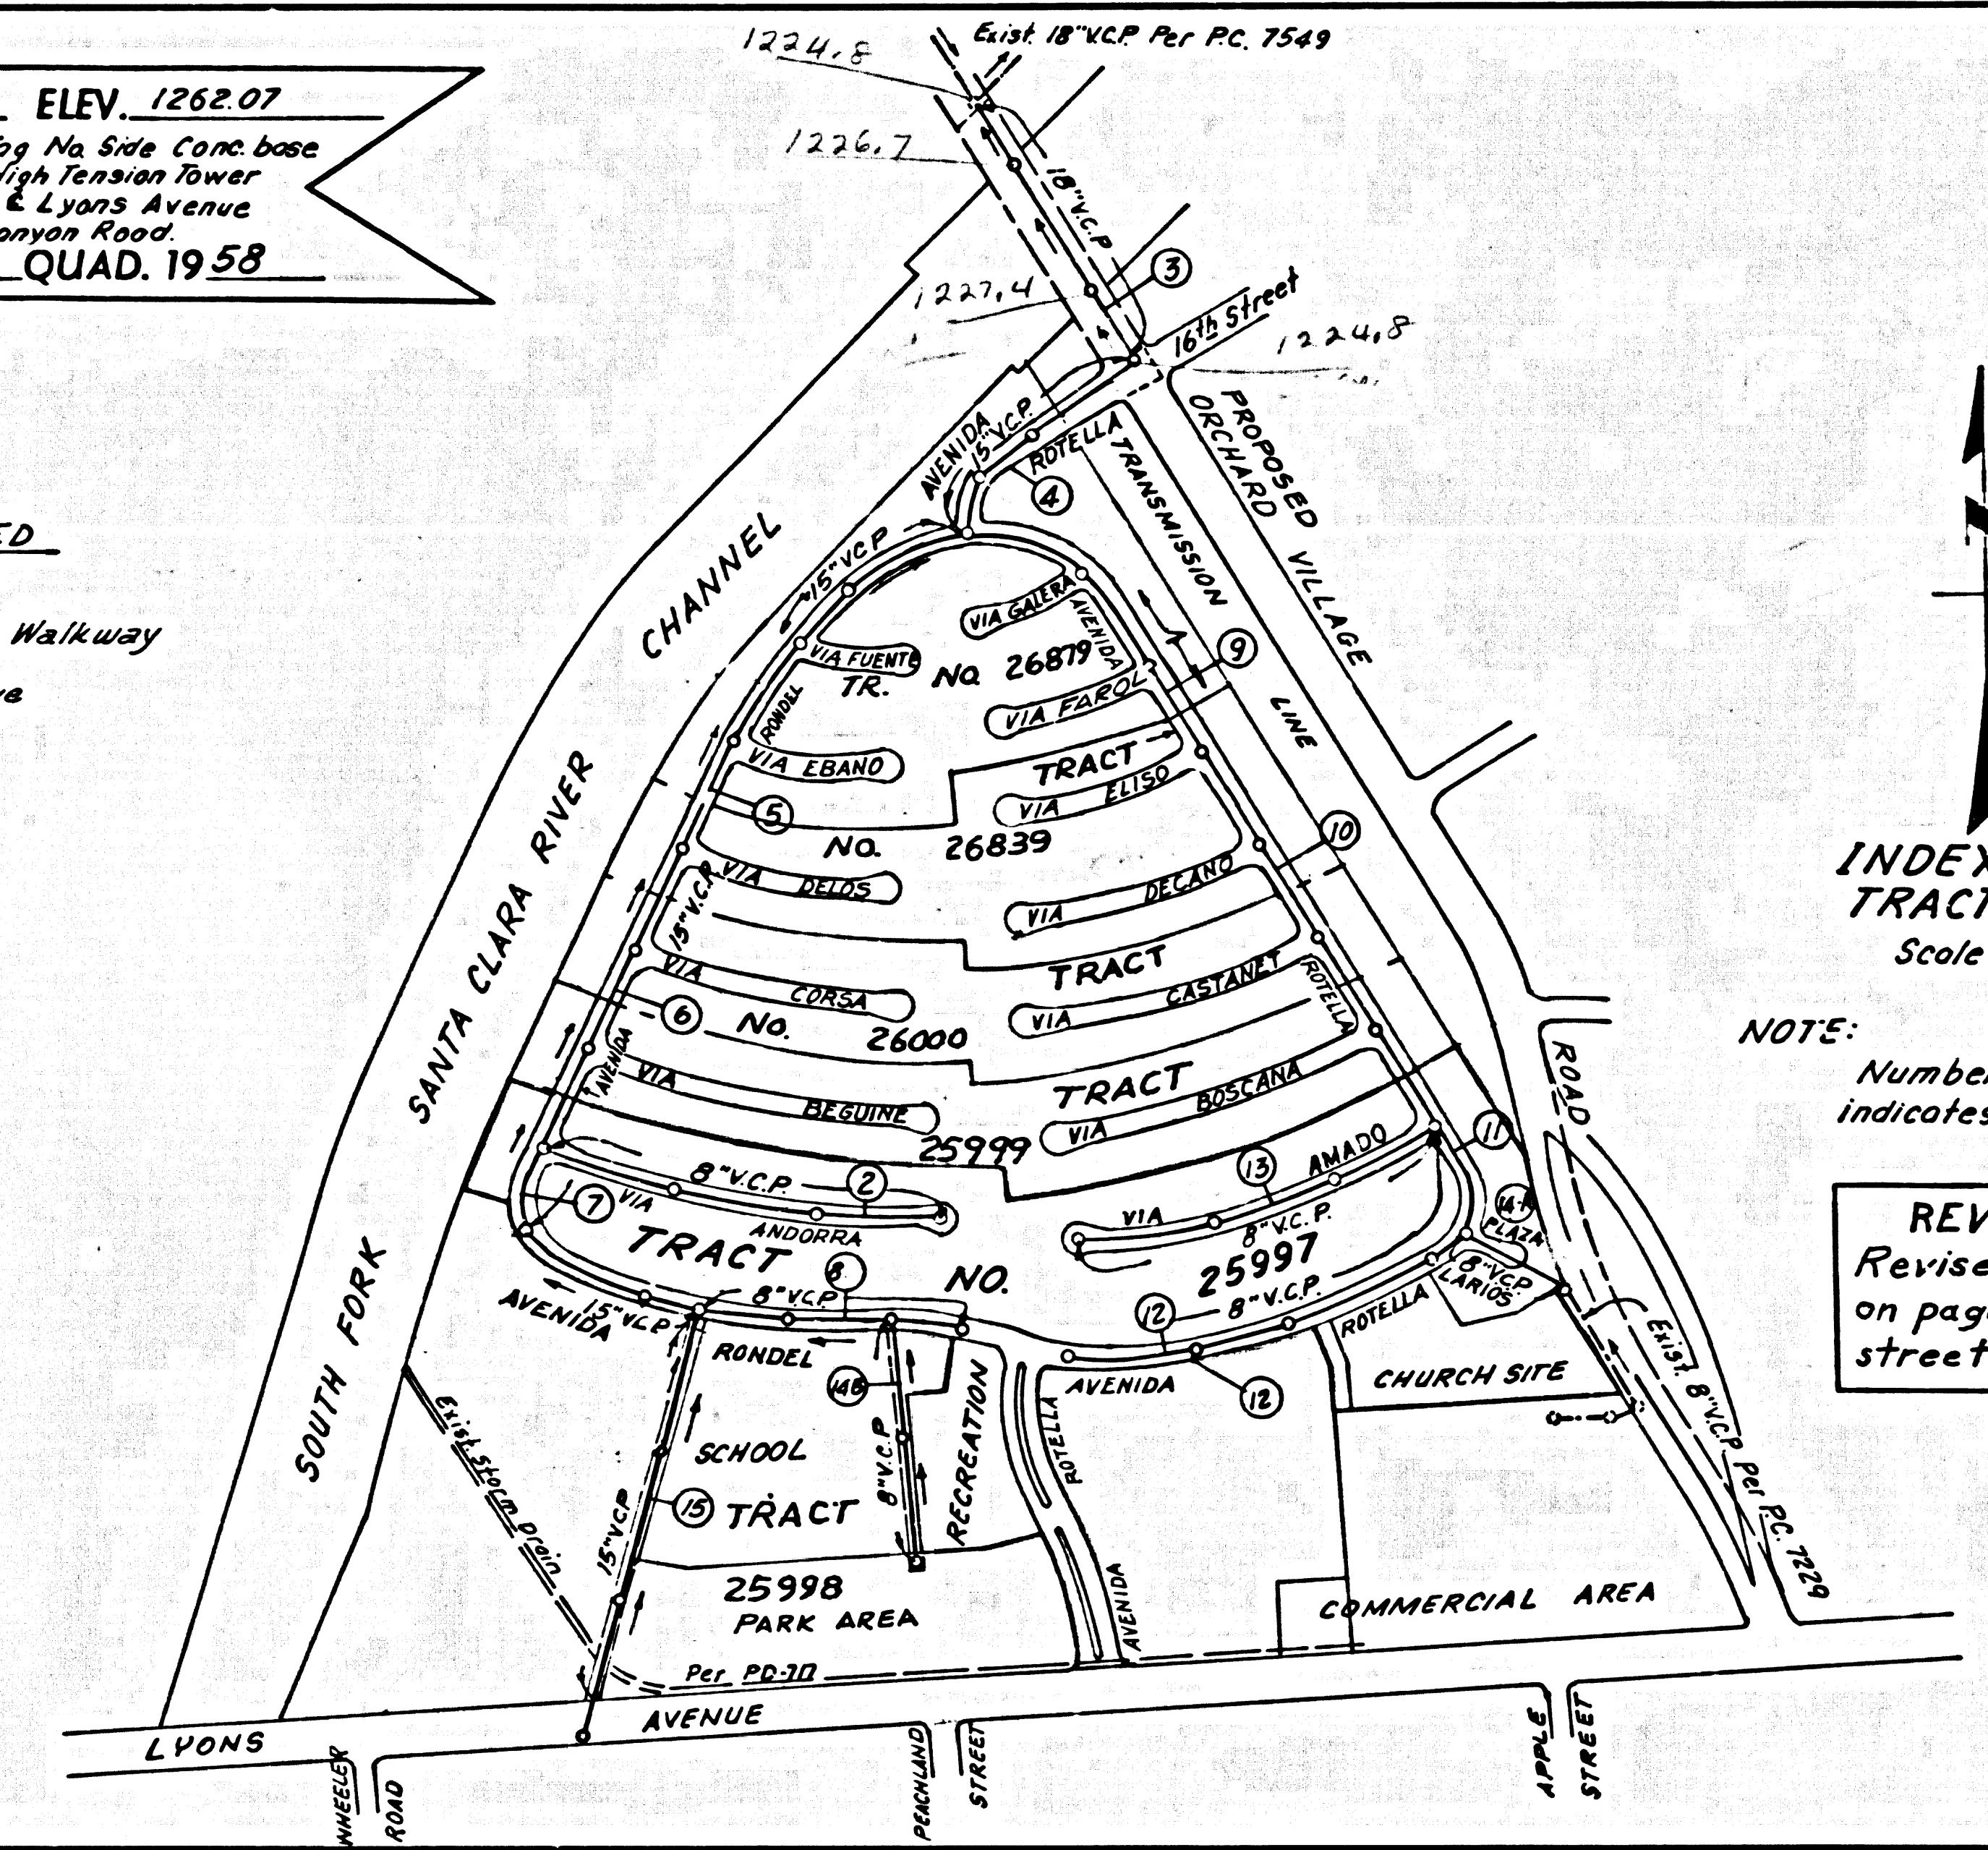 1224.8
Exist. 18"V.C.P. Per P.C. 7549
ELEV. 1262.07
No. Side Conc. base
High Tension Tower
℄ Lyons Avenue
Road.
QUAD. 1958
1226.7
18"V.C.P.
3
1227.4
16th Street
1224.8
AVENIDA
15"V.C.P.
ROTELLA
4
TRANSMISSION
LINE
PROPOSED
ORCHARD VILLAGE
ROAD
Walkway
SOUTH FORK SANTA CLARA RIVER CHANNEL
15"V.C.P
VIA GALERA
AVENIDA
VIA FUENTE
TR. No. 26879
9
RONDEL
VIA FAROL
VIA EBANO
TRACT
VIA ELISO
5
No. 26839
10
VIA DELOS
VIA DECANO
15"V.C.P
TRACT
VIA CORSA
VIA CASTANET
ROTELLA
6
No. 26000
AVENIDA
VIA BEGUINE
TRACT
VIA BOSCANA
25999
11
8"V.C.P.
2
13
VIA AMADO
7
VIA ANDORRA
8"V.C.P.
PLAZA
LARIOS
8"V.C.P
TRACT NO. 25997
8
8"V.C.P
12
8"V.C.P.
AVENIDA
15"V.C.P
RONDEL
AVENIDA
ROTELLA
12
CHURCH SITE
Exist. 8"V.C.P. Per P.C. 7229
Exist. Storm Drain
SCHOOL
15
15"V.C.P
TRACT
8"V.C.P
RECREATION
ROTELLA
AVENIDA
25998
PARK AREA
COMMERCIAL AREA
LYONS AVENUE
WHEELER ROAD
PEACHLAND STREET
APPLE STREET
INDEX
TRACT
Scale
NOTE:
Number
indicates
REV
Revise
on page
street